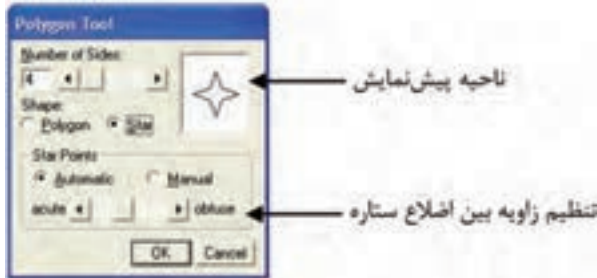 Polygon Tool
Number of Sides:
4
ناحیه پیش‌نمایش
Shape:
Polygon Star
Star Points
Automatic Manual
acute obtuse
تنظیم زاویه بین اضلاع ستاره
OK Cancel